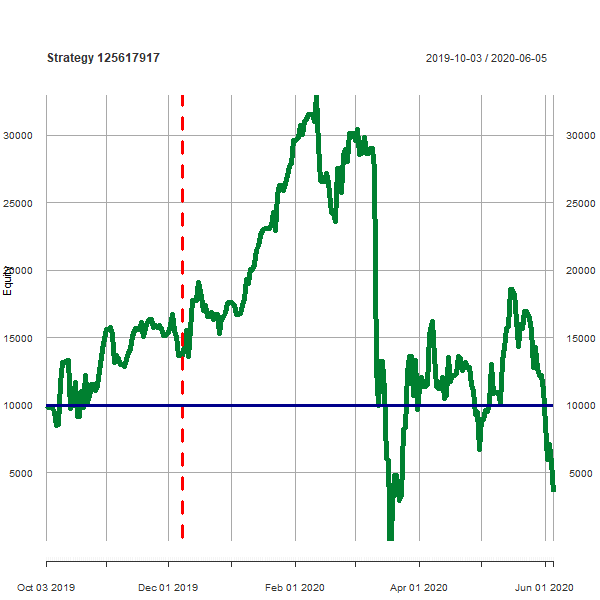 Strategy 125617917
2019-10-03 / 2020-06-05
30000
30000
25000
25000
20000
20000
Equity
15000
15000
10000
10000
5000
5000
Oct 03 2019
Dec 01 2019
Feb 01 2020
Apr 01 2020
Jun 01 2020